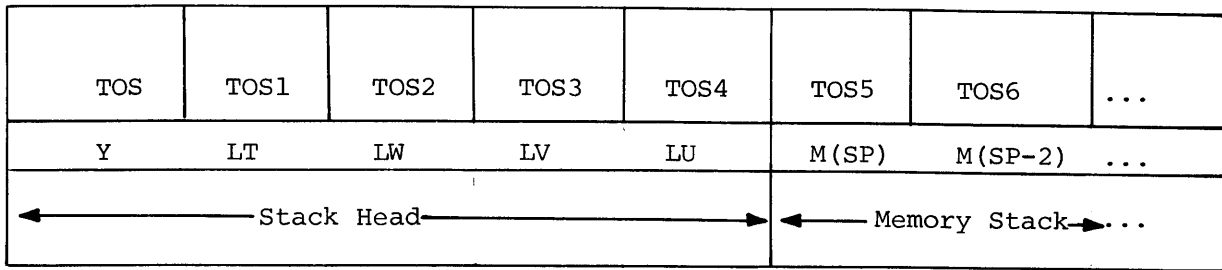 TOS TOS1 TOS2 TOS3 TOS4 TOS5 TOS6 ...
Y LT LW LV LU M(SP) M(SP-2) ...
Stack Head Memory Stack ...